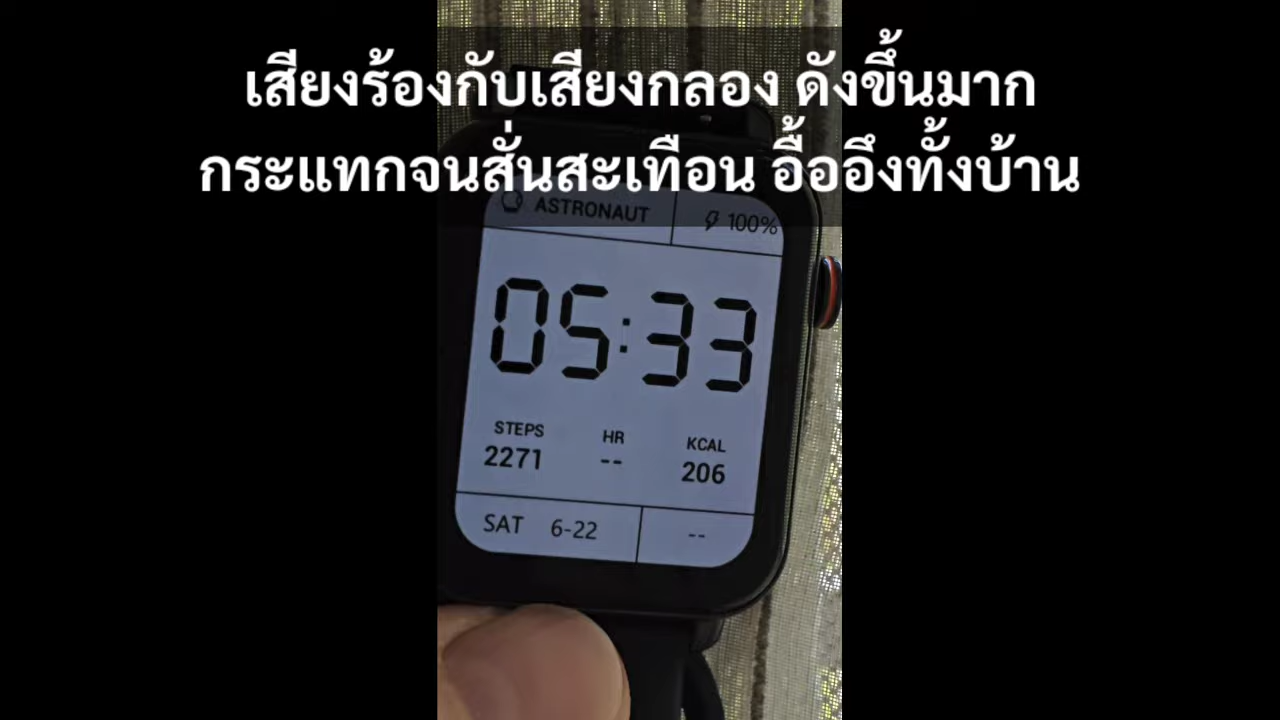 เสียงร้องกับเสียงกลอง ดังขึ้นมาก
กระแทกจนสั่นสะเทือน อื้ออึงทั้งบ้าน
ASTRONAUT 100%
05:33
STEPS HR KCAL
2271 -- 206
SAT 6-22 --